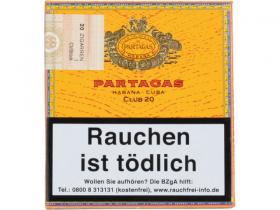 20 ZIGARREN
PARTAGAS
HABANA - CUBA
CLUB 20
Rauchen
ist tödlich
Wollen Sie aufhören? Die BZgA hilft:
Tel.: 0800 8 313131 (kostenfrei), www.rauchfrei-info.de